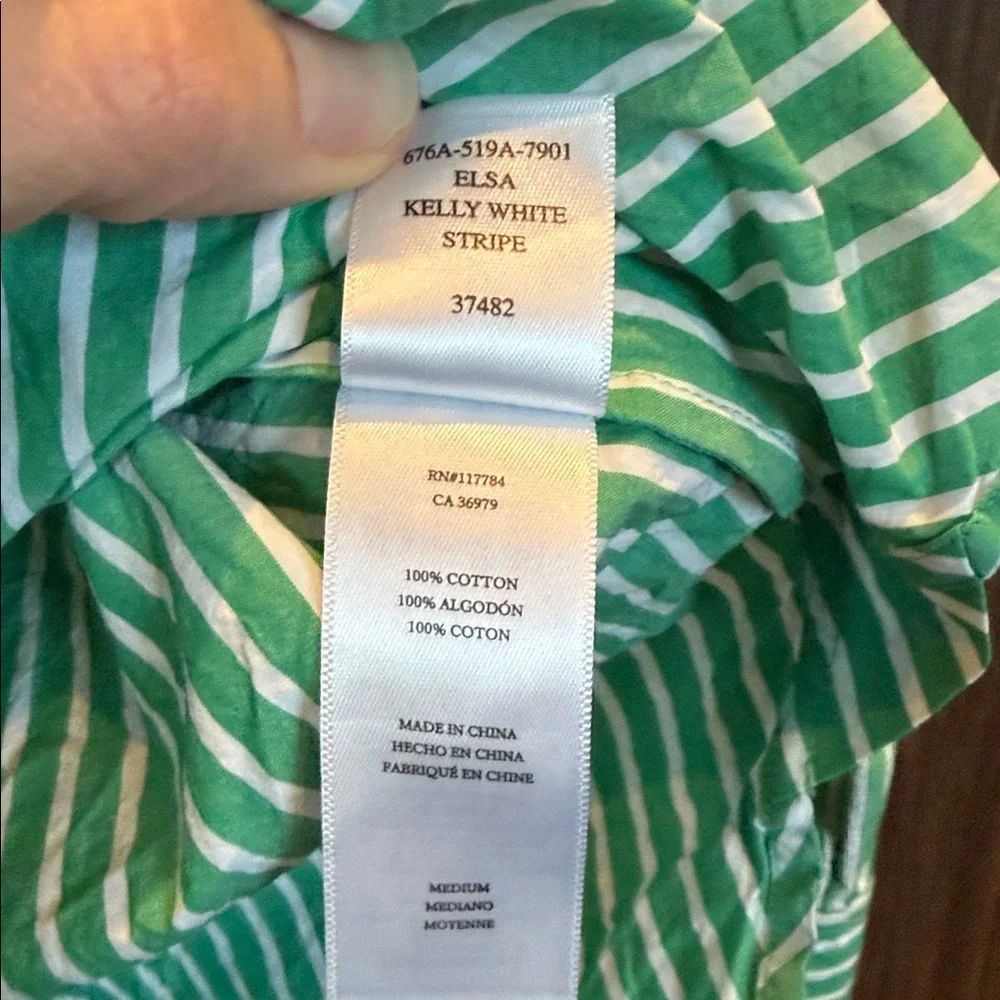 676A-519A-7901
ELSA
KELLY WHITE
STRIPE
37482
RN#117784
CA 36979
100% COTTON
100% ALGODÓN
100% COTON
MADE IN CHINA
HECHO EN CHINA
FABRIQUÉ EN CHINE
MEDIUM
MEDIANO
MOYENNE